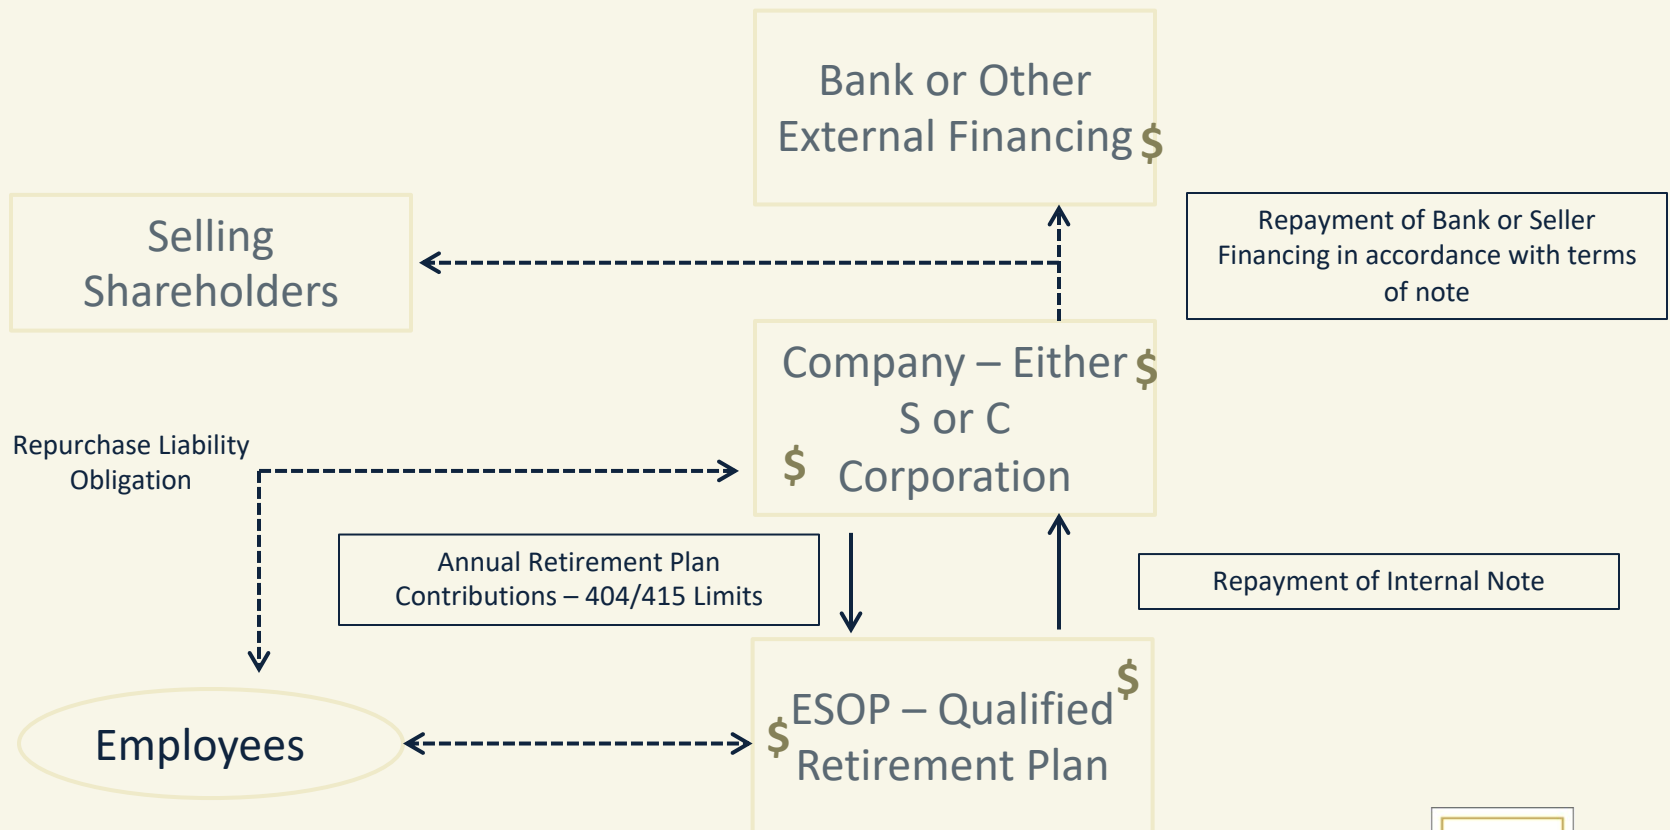 Bank or Other
External Financing $
Selling
Shareholders
Repayment of Bank or Seller
Financing in accordance with terms
of note
Company – Either $
S or C
$ Corporation
Repurchase Liability
Obligation
Annual Retirement Plan
Contributions – 404/415 Limits
Repayment of Internal Note
$
$ ESOP – Qualified
Retirement Plan
Employees